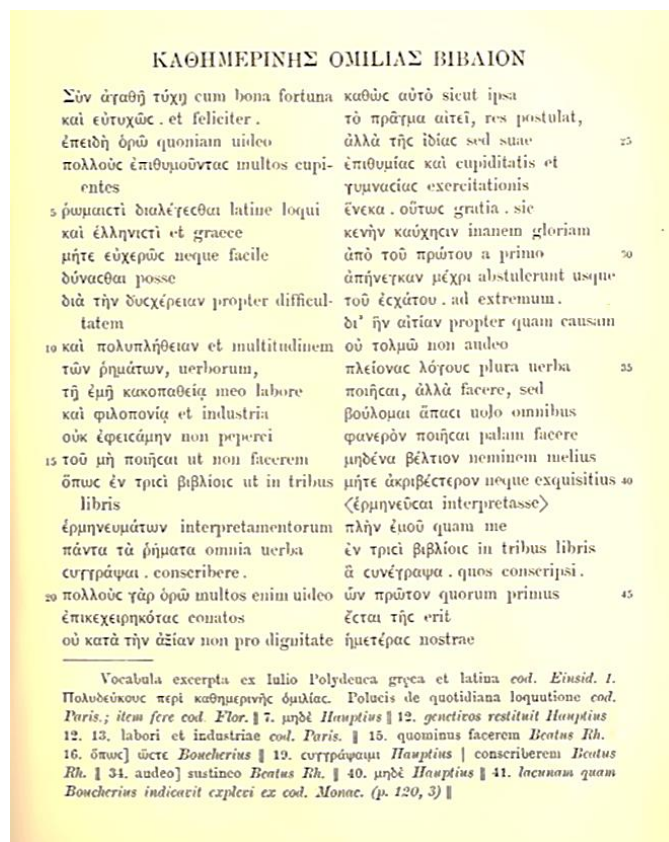 ΚΑΘΗΜΕΡΙΝΗΣ ΟΜΙΛΙΑΣ ΒΙΒΛΙΟΝ
Σὺν ἀγαθῇ τύχῃ cum bona fortuna
καὶ εὐτυχῶϲ . et feliciter .
ἐπειδὴ ὁρῶ quoniam uideo
πολλοὺϲ ἐπιθυμοῦνταϲ multos cupi-
entes
5 ῥωμαιϲτὶ διαλέγεϲθαι latine loqui
καὶ ἑλληνιϲτὶ et graece
μήτε εὐχερῶϲ neque facile
δύναϲθαι posse
διὰ τὴν δυϲχέρειαν propter difficul-
tatem
10 καὶ πολυπλήθειαν et multitudinem
τῶν ῥημάτων, uerborum,
τῇ ἐμῇ κακοπαθείᾳ meo labore
καὶ φιλοπονίᾳ et industria
οὐκ ἐφειϲάμην non peperci
15 τοῦ μὴ ποιῆϲαι ut non facerem
ὅπωϲ ἐν τριϲὶ βιβλίοιϲ ut in tribus
libris
ἑρμηνευμάτων interpretamentorum
πάντα τὰ ῥήματα omnia uerba
ϲυγγράψαι . conscribere .
20 πολλοὺϲ γὰρ ὁρῶ multos enim uideo
ἐπικεχειρηκόταϲ conatos
οὐ κατὰ τὴν ἀξίαν non pro dignitate
καθὼϲ αὐτὸ sicut ipsa
τὸ πρᾶγμα αἰτεῖ, res postulat,
ἀλλὰ τῆϲ ἰδίαϲ sed suae 25
ἐπιθυμίαϲ καὶ cupiditatis et
γυμναϲίαϲ exercitationis
ἕνεκα . οὕτωϲ gratia . sic
κενὴν καύχηϲιν inanem gloriam
ἀπὸ τοῦ πρώτου a primo 30
ἀπήνεγκαν μέχρι abstulerunt usque
τοῦ ἐϲχάτου . ad extremum .
δι' ἣν αἰτίαν propter quam causam
οὐ τολμῶ non audeo
πλείοναϲ λόγουϲ plura uerba 35
ποιῆϲαι, ἀλλὰ facere, sed
βούλομαι ἅπαϲι uolo omnibus
φανερὸν ποιῆϲαι palam facere
μηδένα βέλτιον neminem melius
μήτε ἀκριβέϲτερον neque exquisitius 40
⟨ἑρμηνεῦϲαι interpretasse⟩
πλὴν ἐμοῦ quam me
ἐν τριϲὶ βιβλίοιϲ in tribus libris
ἃ ϲυνέγραψα . quos conscripsi .
ὧν πρῶτον quorum primus 45
ἔϲται τῆϲ erit
ἡμετέραϲ nostrae
Vocabula excerpta ex Iulio Polydeuca gręca et latina cod. Einsid. 1.
Πολυδεύκουϲ περὶ καθημερινῆϲ ὁμιλίαϲ. Polucis de quotidiana loquutione cod.
Paris.; item fere cod. Flor. ‖ 7. μηδὲ Hauptius ‖ 12. genetivos restituit Hauptius
12. 13. labori et industriae cod. Paris. ‖ 15. quominus facerem Beatus Rh.
16. ὅπωϲ] ὥϲτε Boucherius ‖ 19. ϲυγγράψαιμι Hauptius | conscriberem Beatus
Rh. ‖ 34. audeo] sustineo Beatus Rh. ‖ 40. μηδὲ Hauptius ‖ 41. lacunam quam
Boucherius indicavit explevi ex cod. Monac. (p. 120, 3) ‖